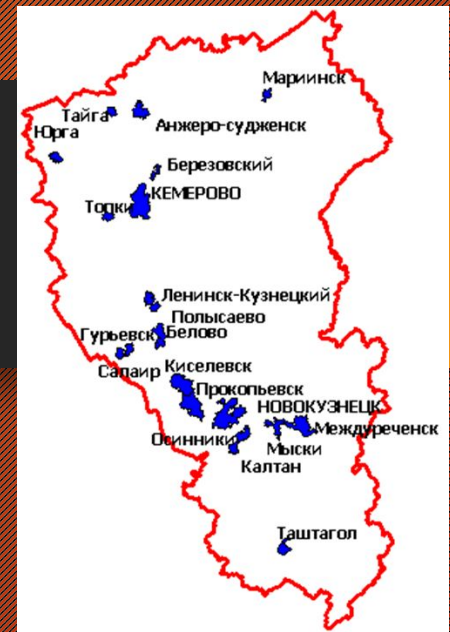 Мариинск
Тайга
Анжеро-судженск
Юрга
Березовский
КЕМЕРОВО
Топки
Ленинск-Кузнецкий
Полысаево
Гурьевск
Белово
Салаир
Киселевск
Прокопьевск
НОВОКУЗНЕЦК
Междуреченск
Осинники
Мыски
Калтан
Таштагол